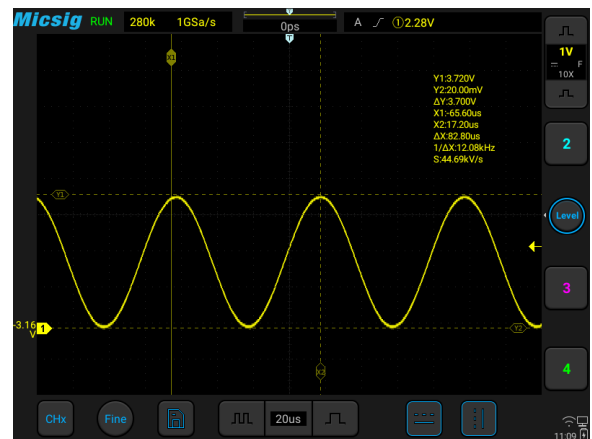 Micsig RUN 280k 1GSa/s 0ps A ①2.28V
T
T
1V
F
10X
X1
Y1:3.720V
Y2:20.00mV
ΔY:3.700V
X1:-65.60us
X2:17.20us
ΔX:82.80us
1/ΔX:12.08kHz
S:44.69kV/s
2
Y1
Level
3
-3.16
V
1
Y2
X2
4
CHx
Fine
20us
11:09